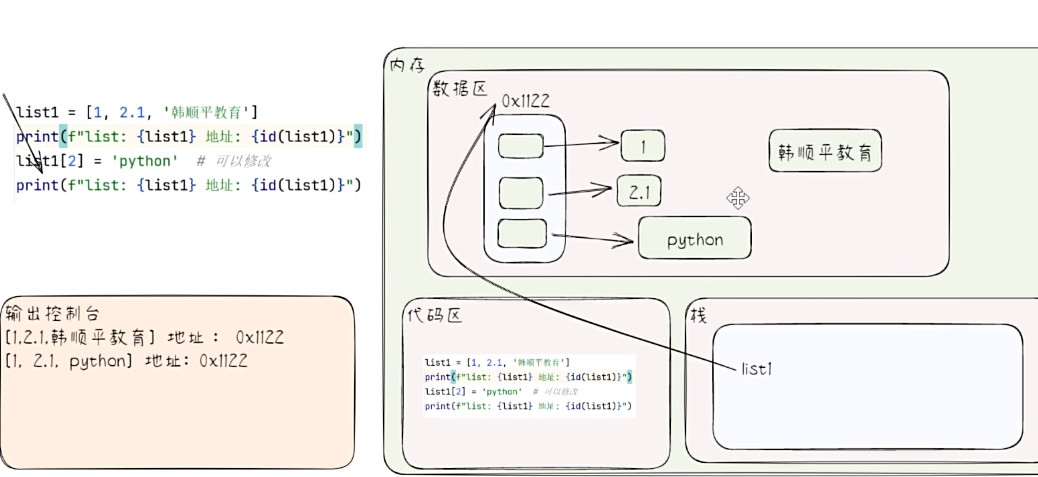 list1 = [1, 2.1, '韩顺平教育']
print(f"list: {list1} 地址: {id(list1)}")
list1[2] = 'python'  # 可以修改
print(f"list: {list1} 地址: {id(list1)}")
输出控制台
[1,2.1,韩顺平教育] 地址： 0x1122
[1, 2.1, python] 地址: 0x1122
内存
数据区
0x1122
1
2.1
python
韩顺平教育
代码区
list1 = [1, 2.1, '韩顺平教育']
print(f"list: {list1} 地址: {id(list1)}")
list1[2] = 'python'  # 可以修改
print(f"list: {list1} 地址: {id(list1)}")
栈
list1